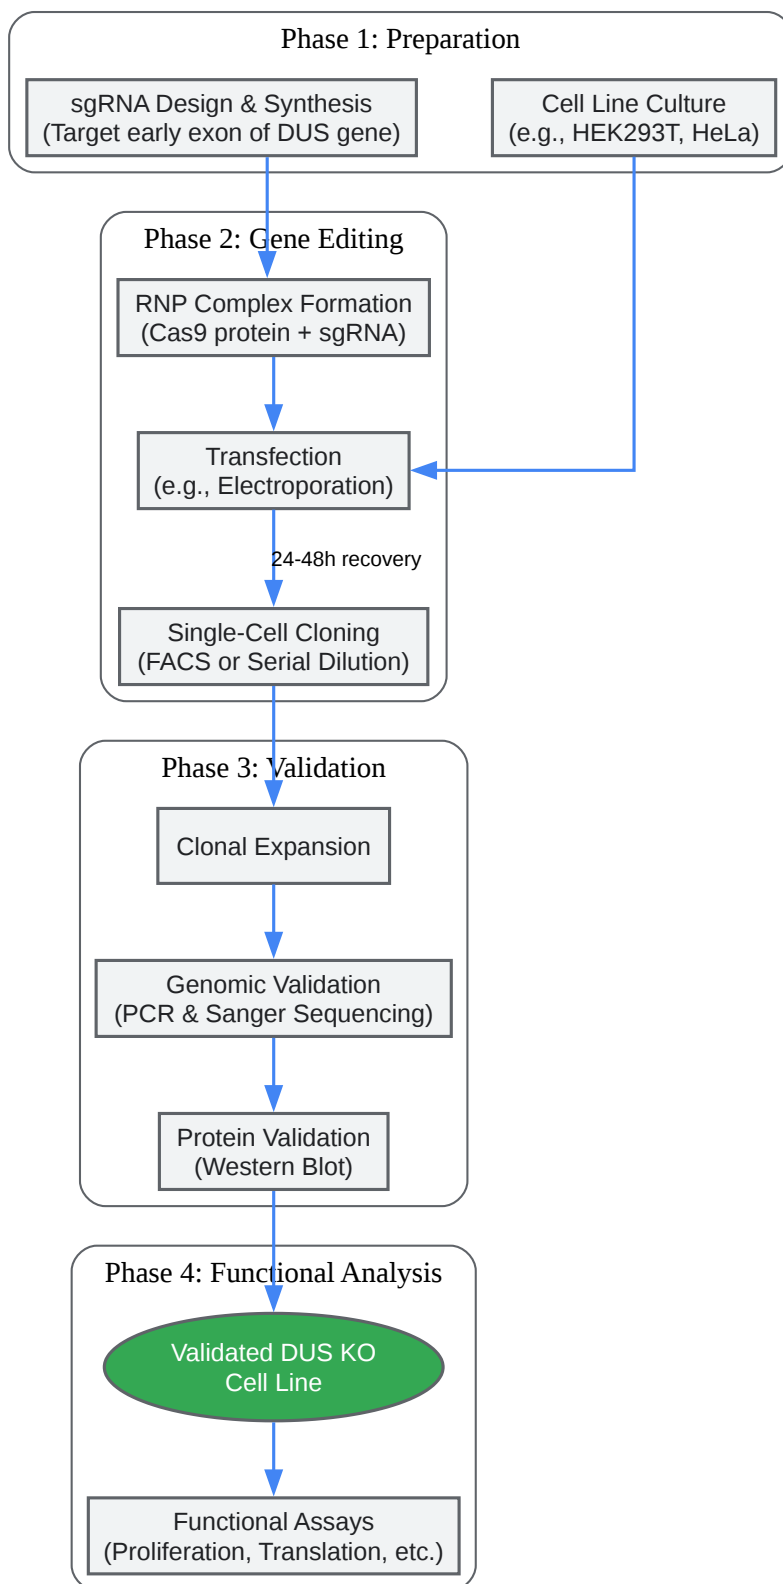 Phase 1: Preparation
sgRNA Design & Synthesis
(Target early exon of DUS gene)
Cell Line Culture
(e.g., HEK293T, HeLa)
Phase 2: Gene Editing
RNP Complex Formation
(Cas9 protein + sgRNA)
Transfection
(e.g., Electroporation)
24-48h recovery
Single-Cell Cloning
(FACS or Serial Dilution)
Phase 3: Validation
Clonal Expansion
Genomic Validation
(PCR & Sanger Sequencing)
Protein Validation
(Western Blot)
Phase 4: Functional Analysis
Validated DUS KO
Cell Line
Functional Assays
(Proliferation, Translation, etc.)